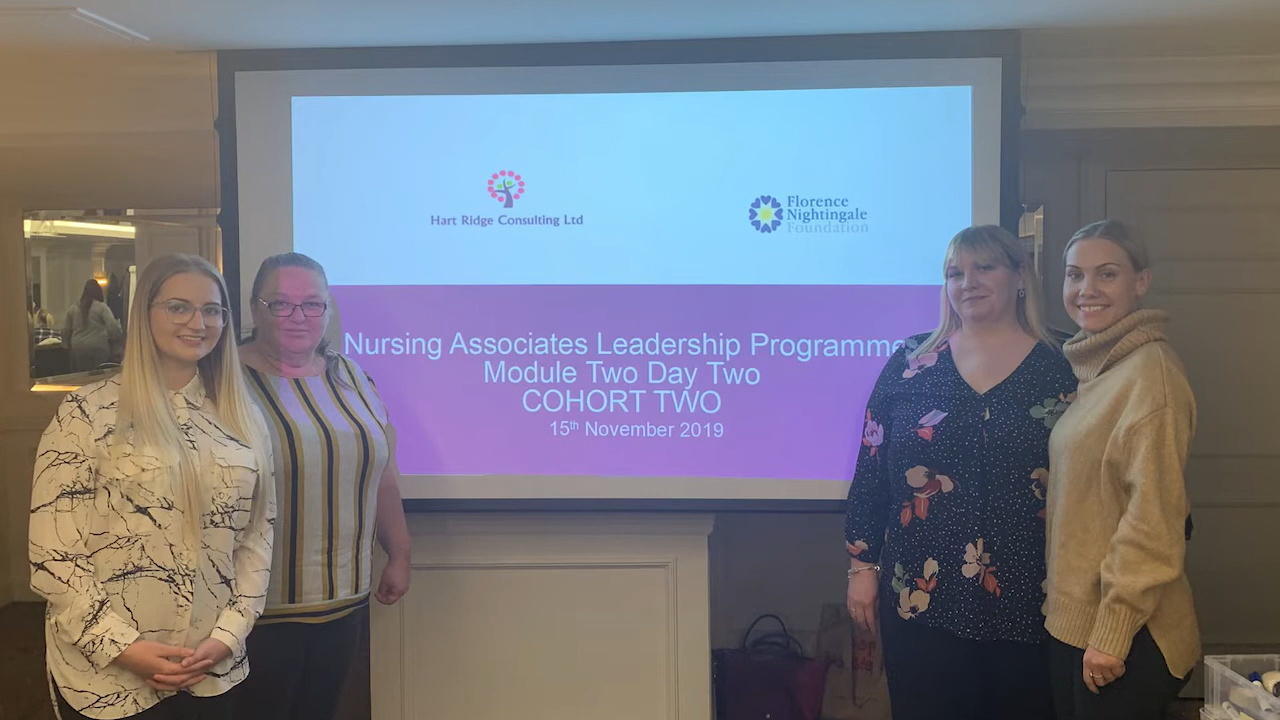 Hart Ridge Consulting Ltd
Florence
Nightingale
Foundation
Nursing Associates Leadership Programme
Module Two Day Two
COHORT TWO
15th November 2019